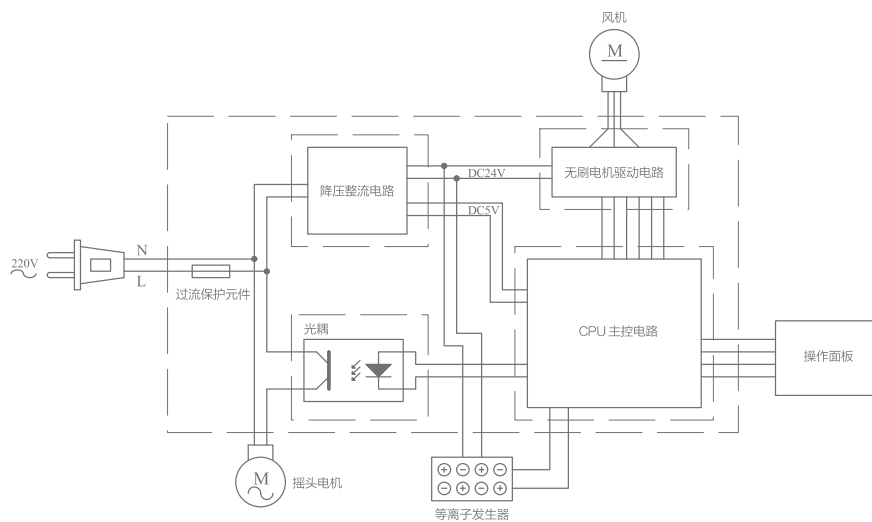 风机
M
降压整流电路
DC24V
无刷电机驱动电路
DC5V
N
220V
L
过流保护元件
光耦
CPU 主控电路
操作面板
M
摇头电机
等离子发生器